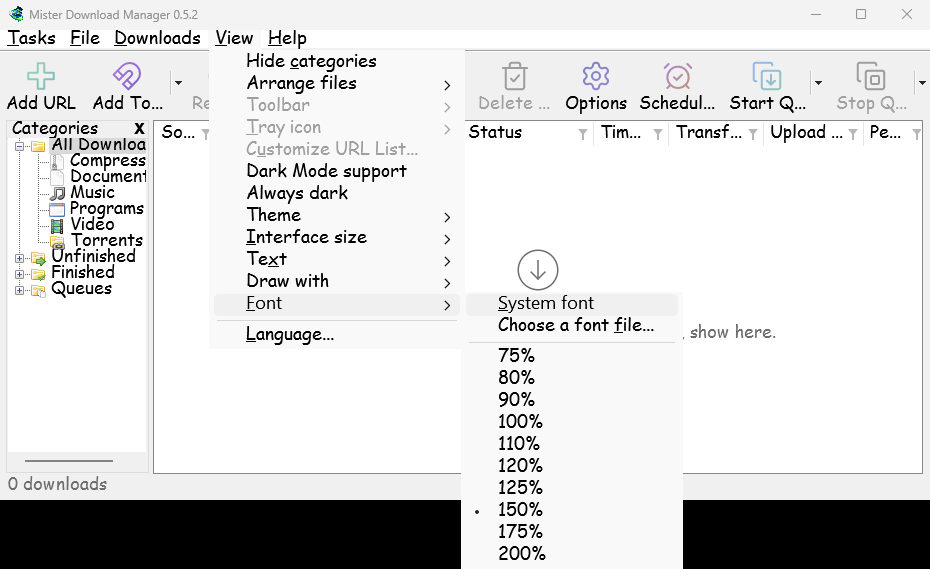 Mister Download Manager 0.5.2
Tasks File Downloads View Help
Add URL Add To... Re
Delete ... Options Schedul... Start Q... Stop Q...
Hide categories
Arrange files
Toolbar
Tray icon
Customize URL List...
Dark Mode support
Always dark
Theme
Interface size
Text
Draw with
Font
Language...
Categories X
All Downloa
Compress
Document
Music
Programs
Video
Torrents
Unfinished
Finished
Queues
So... Status Tim... Transf... Upload ... Pe...
System font
Choose a font file...
75%
80%
90%
100%
110%
120%
125%
150%
175%
200%
show here.
0 downloads